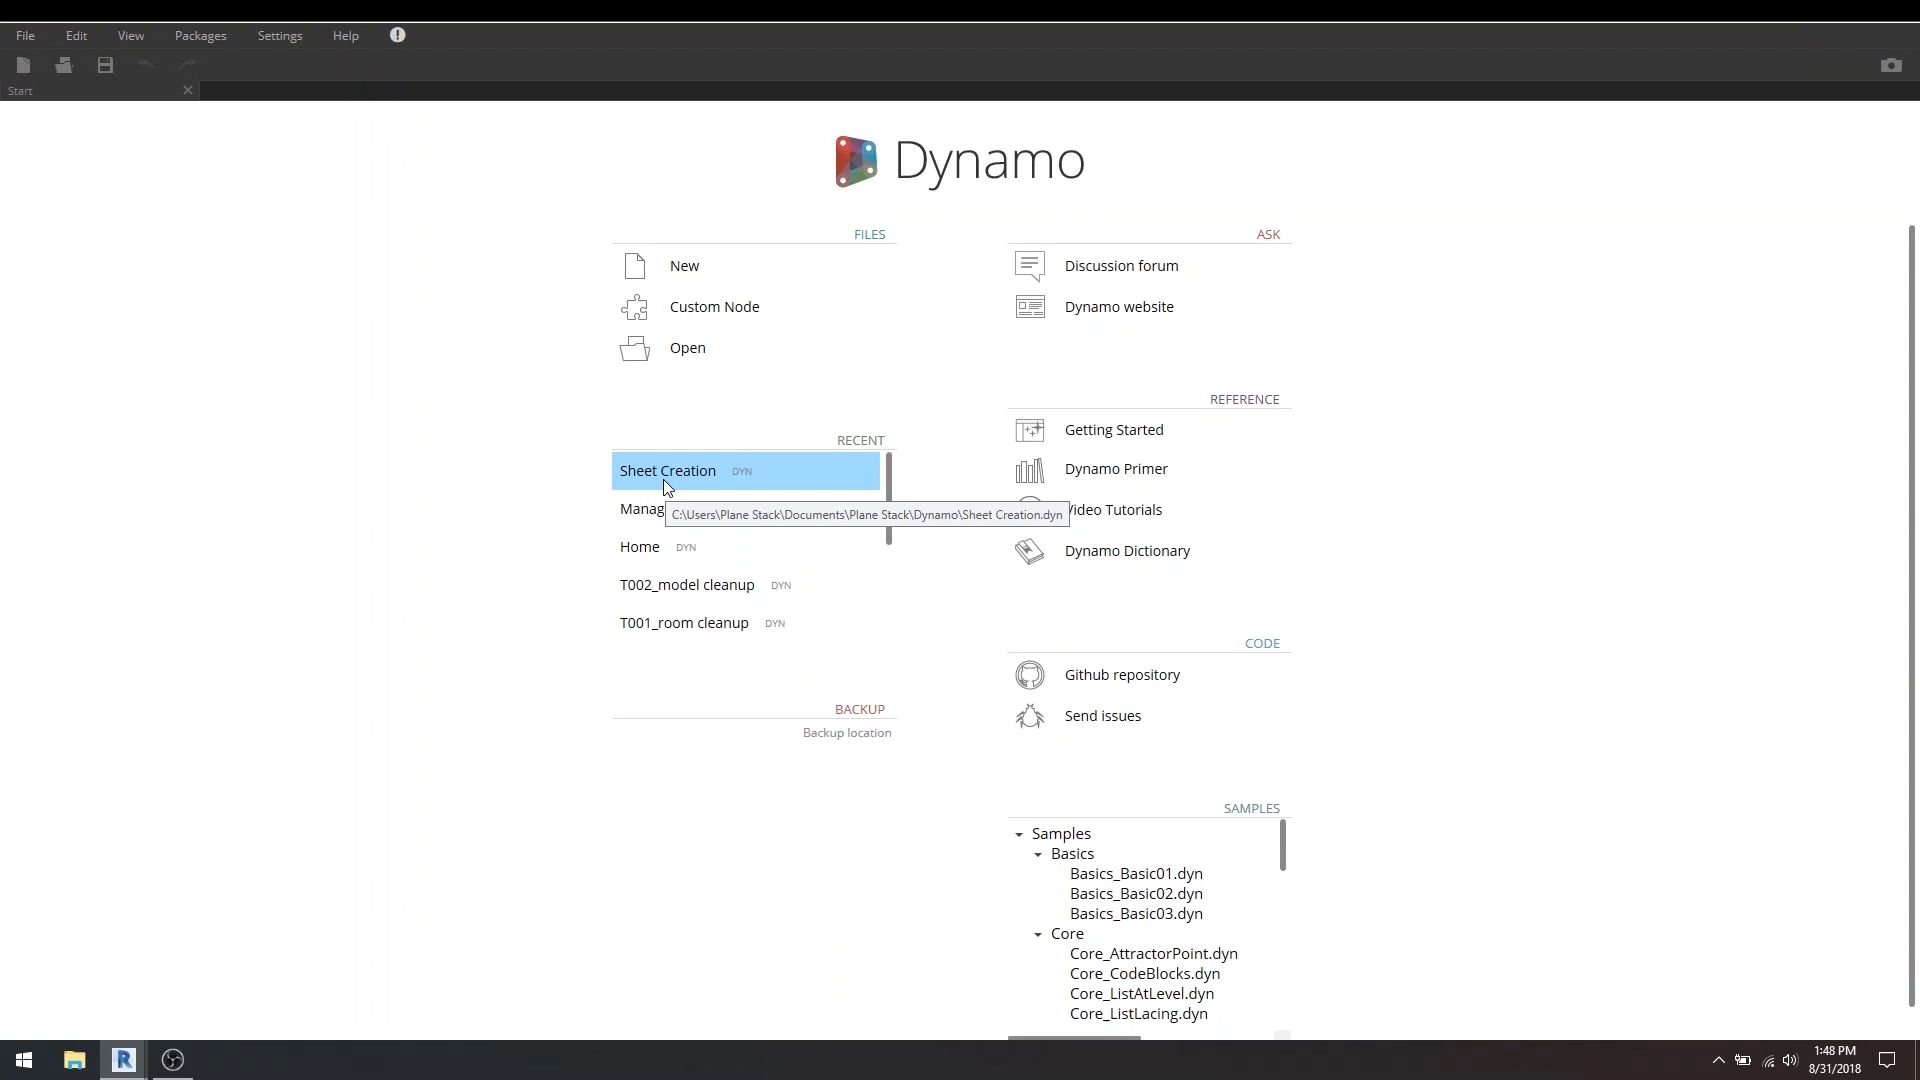 File Edit View Packages Settings Help
Start
Dynamo
FILES
New
Custom Node
Open
RECENT
Sheet Creation DYN
Manag
C:\Users\Plane Stack\Documents\Plane Stack\Dynamo\Sheet Creation.dyn
Home DYN
T002_model cleanup DYN
T001_room cleanup DYN
BACKUP
Backup location
ASK
Discussion forum
Dynamo website
REFERENCE
Getting Started
Dynamo Primer
Video Tutorials
Dynamo Dictionary
CODE
Github repository
Send issues
SAMPLES
Samples
Basics
Basics_Basic01.dyn
Basics_Basic02.dyn
Basics_Basic03.dyn
Core
Core_AttractorPoint.dyn
Core_CodeBlocks.dyn
Core_ListAtLevel.dyn
Core_ListLacing.dyn
R
1:48 PM
8/31/2018